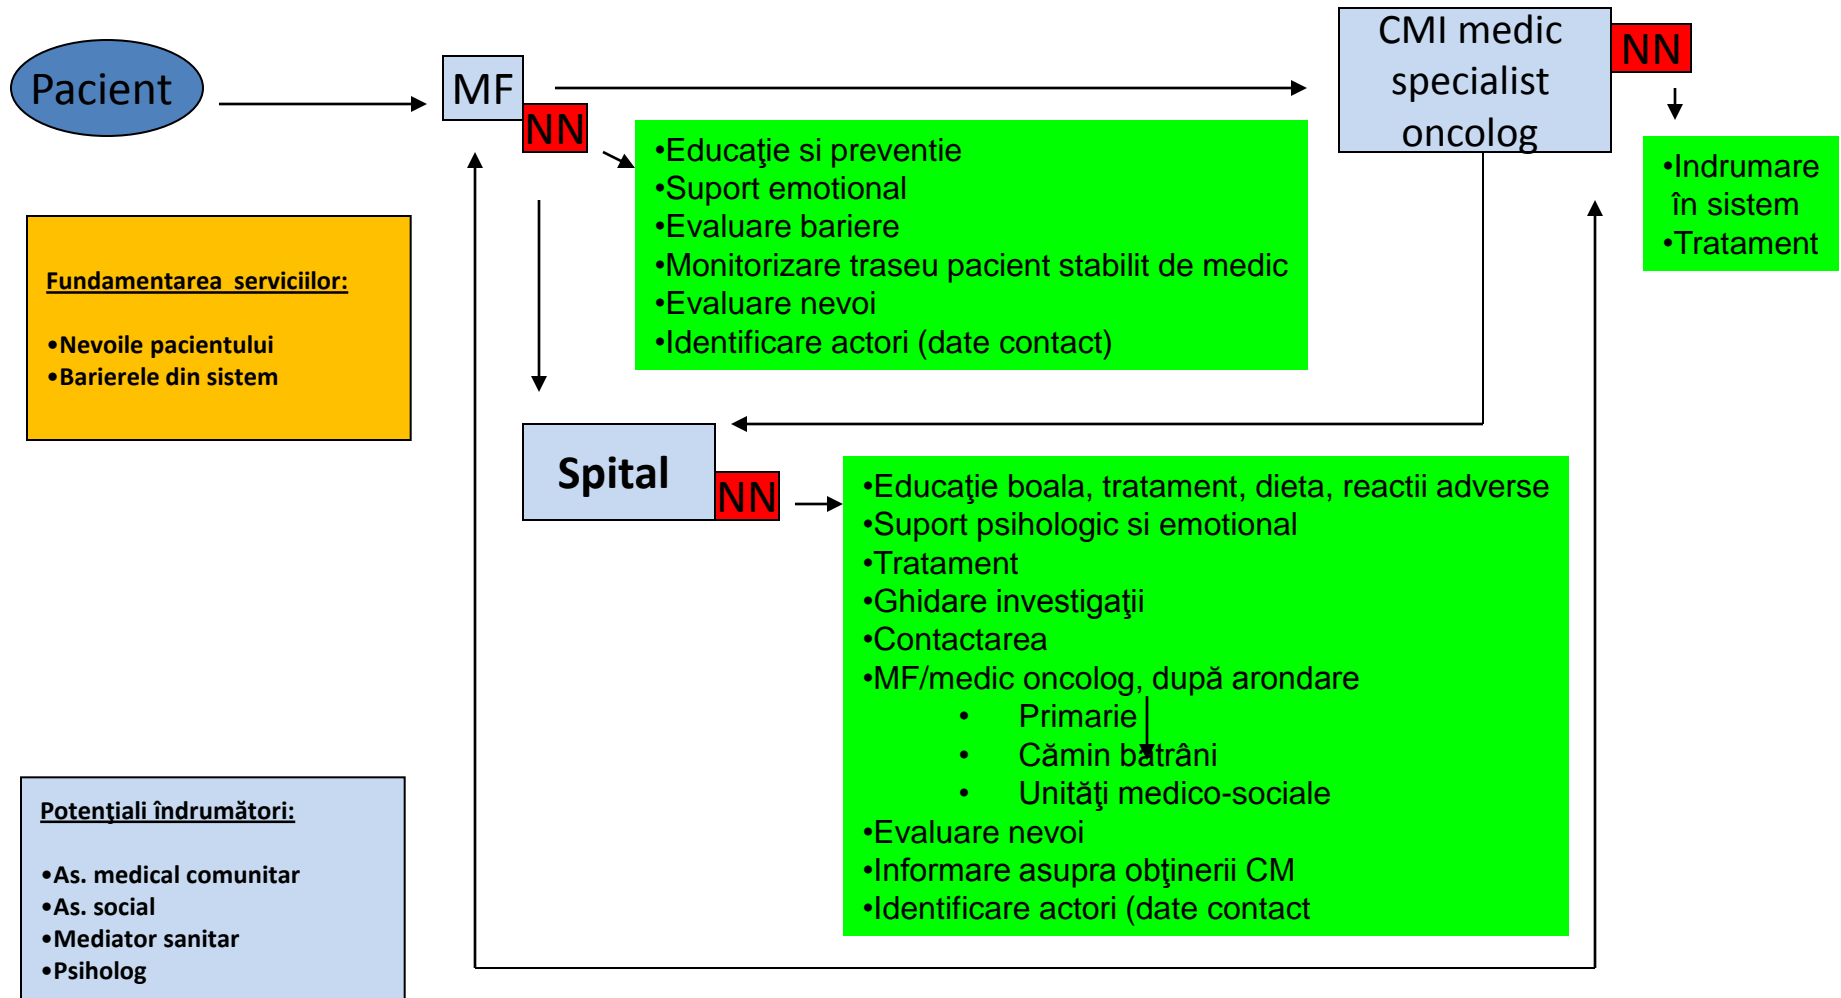 Pacient
MF
NN
CMI medic
specialist
oncolog
NN
•Educaţie si preventie
•Suport emotional
•Evaluare bariere
•Monitorizare traseu pacient stabilit de medic
•Evaluare nevoi
•Identificare actori (date contact)
•Indrumare
în sistem
•Tratament
Fundamentarea serviciilor:
•Nevoile pacientului
•Barierele din sistem
Spital
NN
•Educaţie boala, tratament, dieta, reactii adverse
•Suport psihologic si emotional
•Tratament
•Ghidare investigaţii
•Contactarea
•MF/medic oncolog, după arondare
• Primarie
• Cămin bătrâni
• Unităţi medico-sociale
•Evaluare nevoi
•Informare asupra obţinerii CM
•Identificare actori (date contact
Potenţiali îndrumători:
•As. medical comunitar
•As. social
•Mediator sanitar
•Psiholog